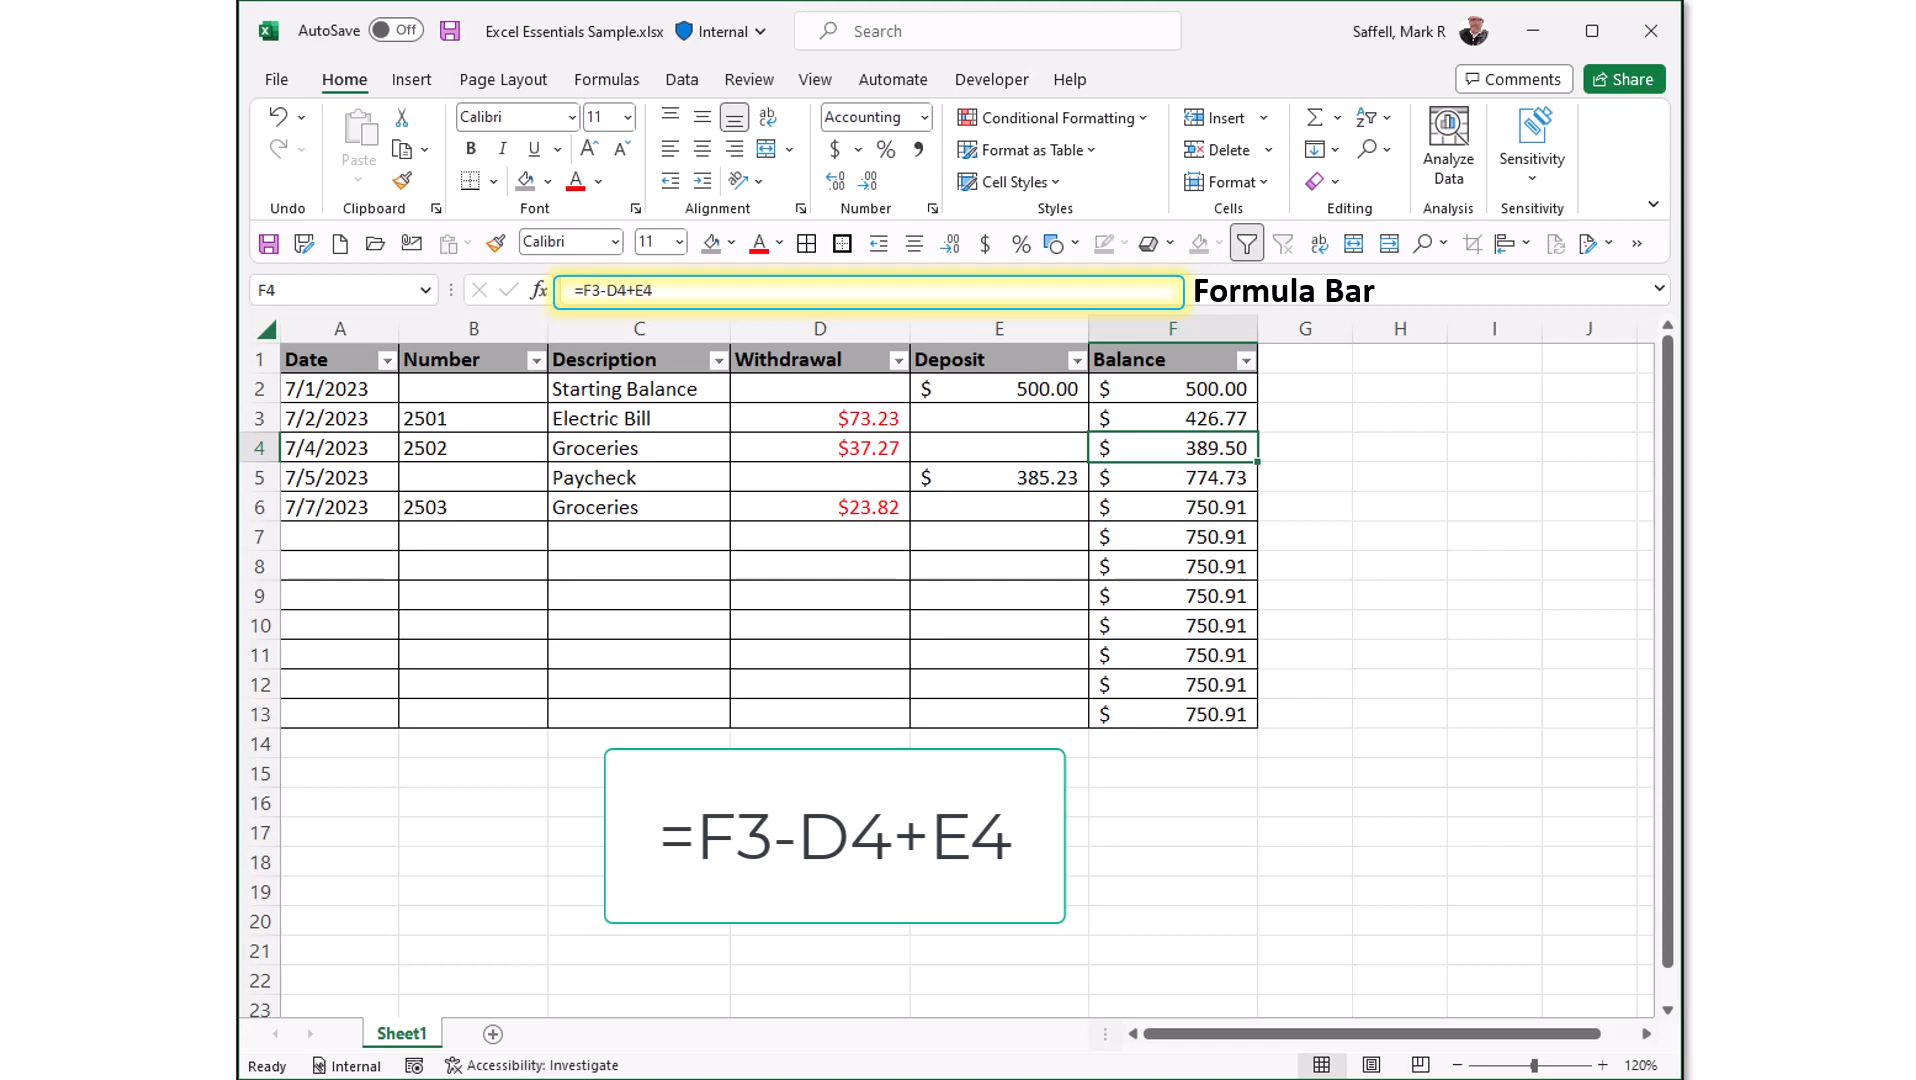 AutoSave Off Excel Essentials Sample.xlsx Internal Search Saffell, Mark R
File Home Insert Page Layout Formulas Data Review View Automate Developer Help Comments Share
Calibri 11 Accounting Conditional Formatting Insert
Paste B I U $ % Format as Table Delete Analyze Data Sensitivity
Cell Styles Format
Undo Clipboard Font Alignment Number Styles Cells Editing Analysis Sensitivity
Calibri 11 $ %
F4 fx =F3-D4+E4 Formula Bar
A B C D E F G H I J
1 Date Number Description Withdrawal Deposit Balance
2 7/1/2023 Starting Balance $ 500.00 $ 500.00
3 7/2/2023 2501 Electric Bill $73.23 $ 426.77
4 7/4/2023 2502 Groceries $37.27 $ 389.50
5 7/5/2023 Paycheck $ 385.23 $ 774.73
6 7/7/2023 2503 Groceries $23.82 $ 750.91
7 $ 750.91
8 $ 750.91
9 $ 750.91
10 $ 750.91
11 $ 750.91
12 $ 750.91
13 $ 750.91
14
15
16
17 =F3-D4+E4
18
19
20
21
22
23
Sheet1
Ready Internal Accessibility: Investigate 120%